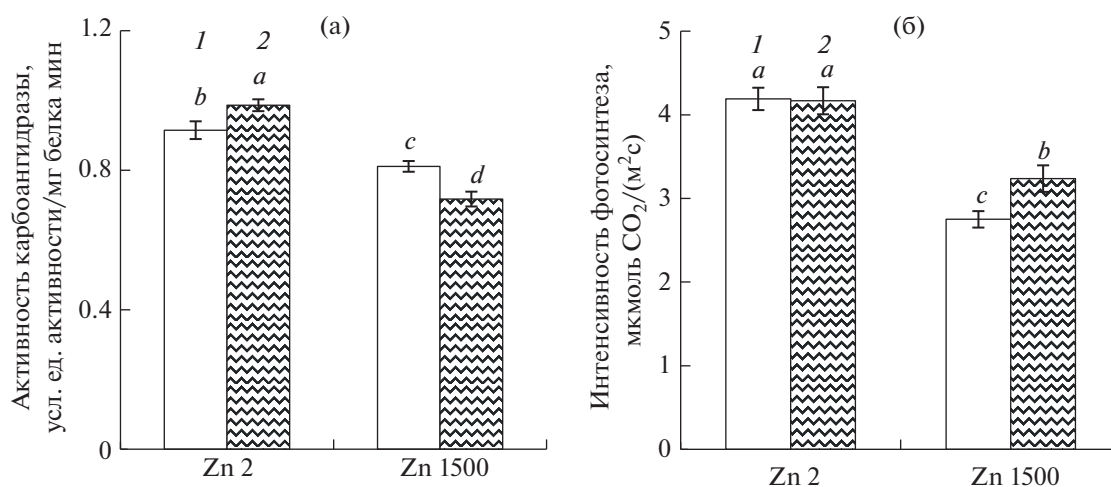 Активность карбоангидразы,
усл. ед. активности/мг белка мин
(а)
1.2
0.8
0.4
0
1 2
b a
c d
Zn 2 Zn 1500
Интенсивность фотосинтеза,
мкмоль CO₂/(м²с)
(б)
5
4
3
2
1
0
1 2
a a
c b
Zn 2 Zn 1500